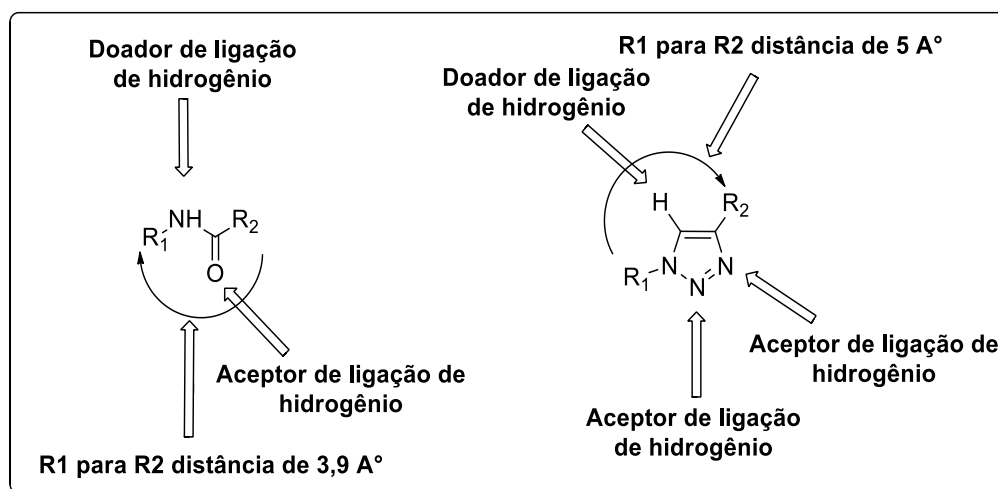 Doador de ligação
de hidrogênio
R1 NH R2
O
Aceptor de ligação de
hidrogênio
R1 para R2 distância de 3,9 A°
R1 para R2 distância de 5 A°
Doador de ligação
de hidrogênio
H R2
R1 N N N
Aceptor de ligação de
hidrogênio
Aceptor de ligação
de hidrogênio